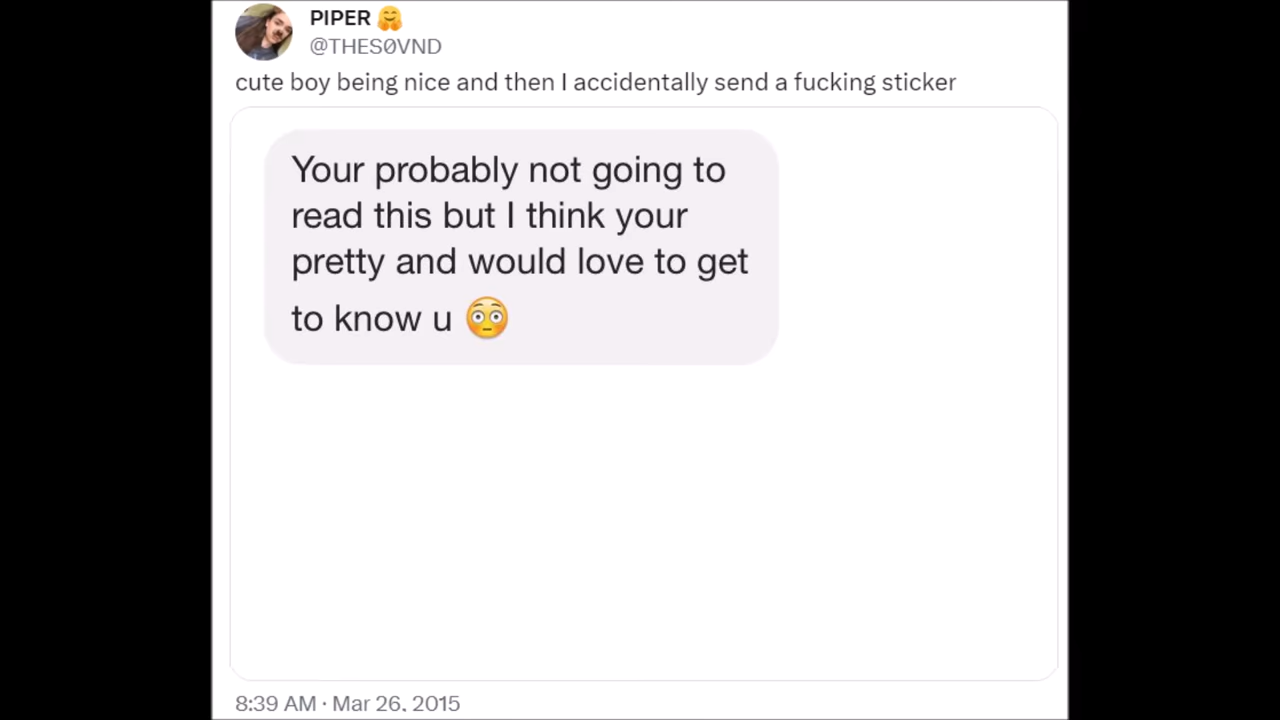 PIPER 🤗
@THESØVND
cute boy being nice and then I accidentally send a fucking sticker
Your probably not going to
read this but I think your
pretty and would love to get
to know u 😳
8:39 AM · Mar 26, 2015